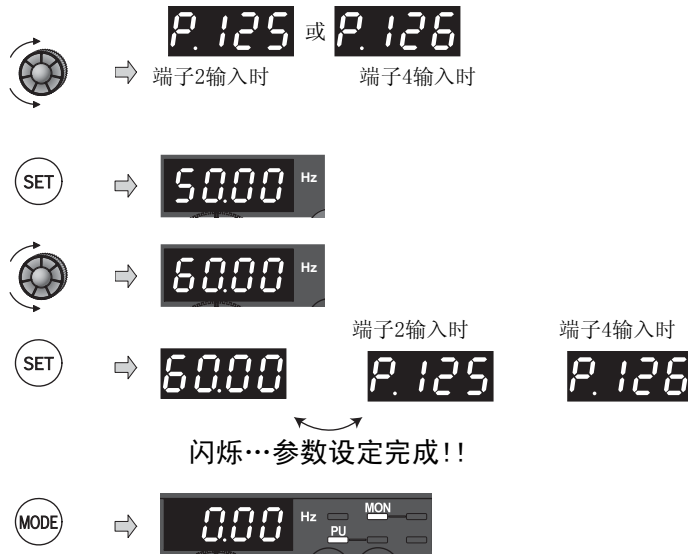 P.125 或 P.126
端子2输入时 端子4输入时
SET
50.00 Hz
60.00 Hz
端子2输入时 端子4输入时
SET
60.00 P.125 P.126
闪烁…参数设定完成!!
MODE
0.00 Hz MON
PU